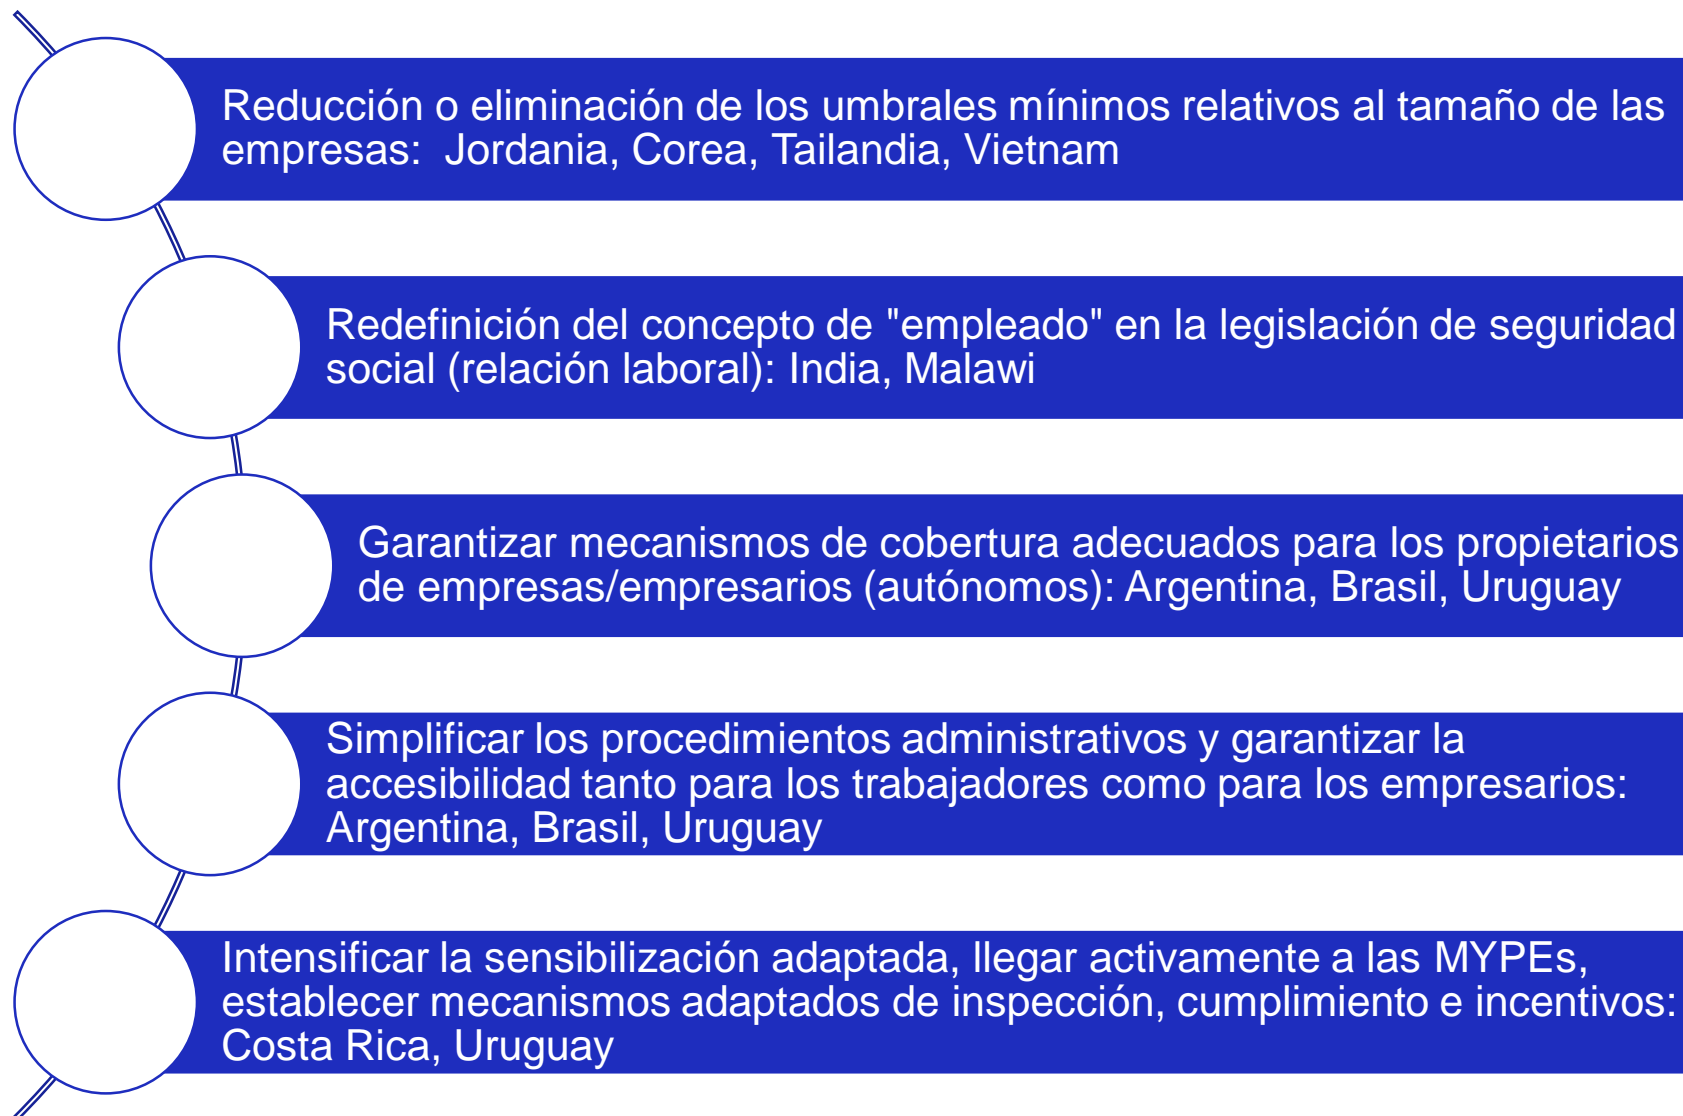 Reducción o eliminación de los umbrales mínimos relativos al tamaño de las
empresas:  Jordania, Corea, Tailandia, Vietnam
Redefinición del concepto de "empleado" en la legislación de seguridad
social (relación laboral): India, Malawi
Garantizar mecanismos de cobertura adecuados para los propietarios
de empresas/empresarios (autónomos): Argentina, Brasil, Uruguay
Simplificar los procedimientos administrativos y garantizar la
accesibilidad tanto para los trabajadores como para los empresarios:
Argentina, Brasil, Uruguay
Intensificar la sensibilización adaptada, llegar activamente a las MYPEs,
establecer mecanismos adaptados de inspección, cumplimiento e incentivos:
Costa Rica, Uruguay